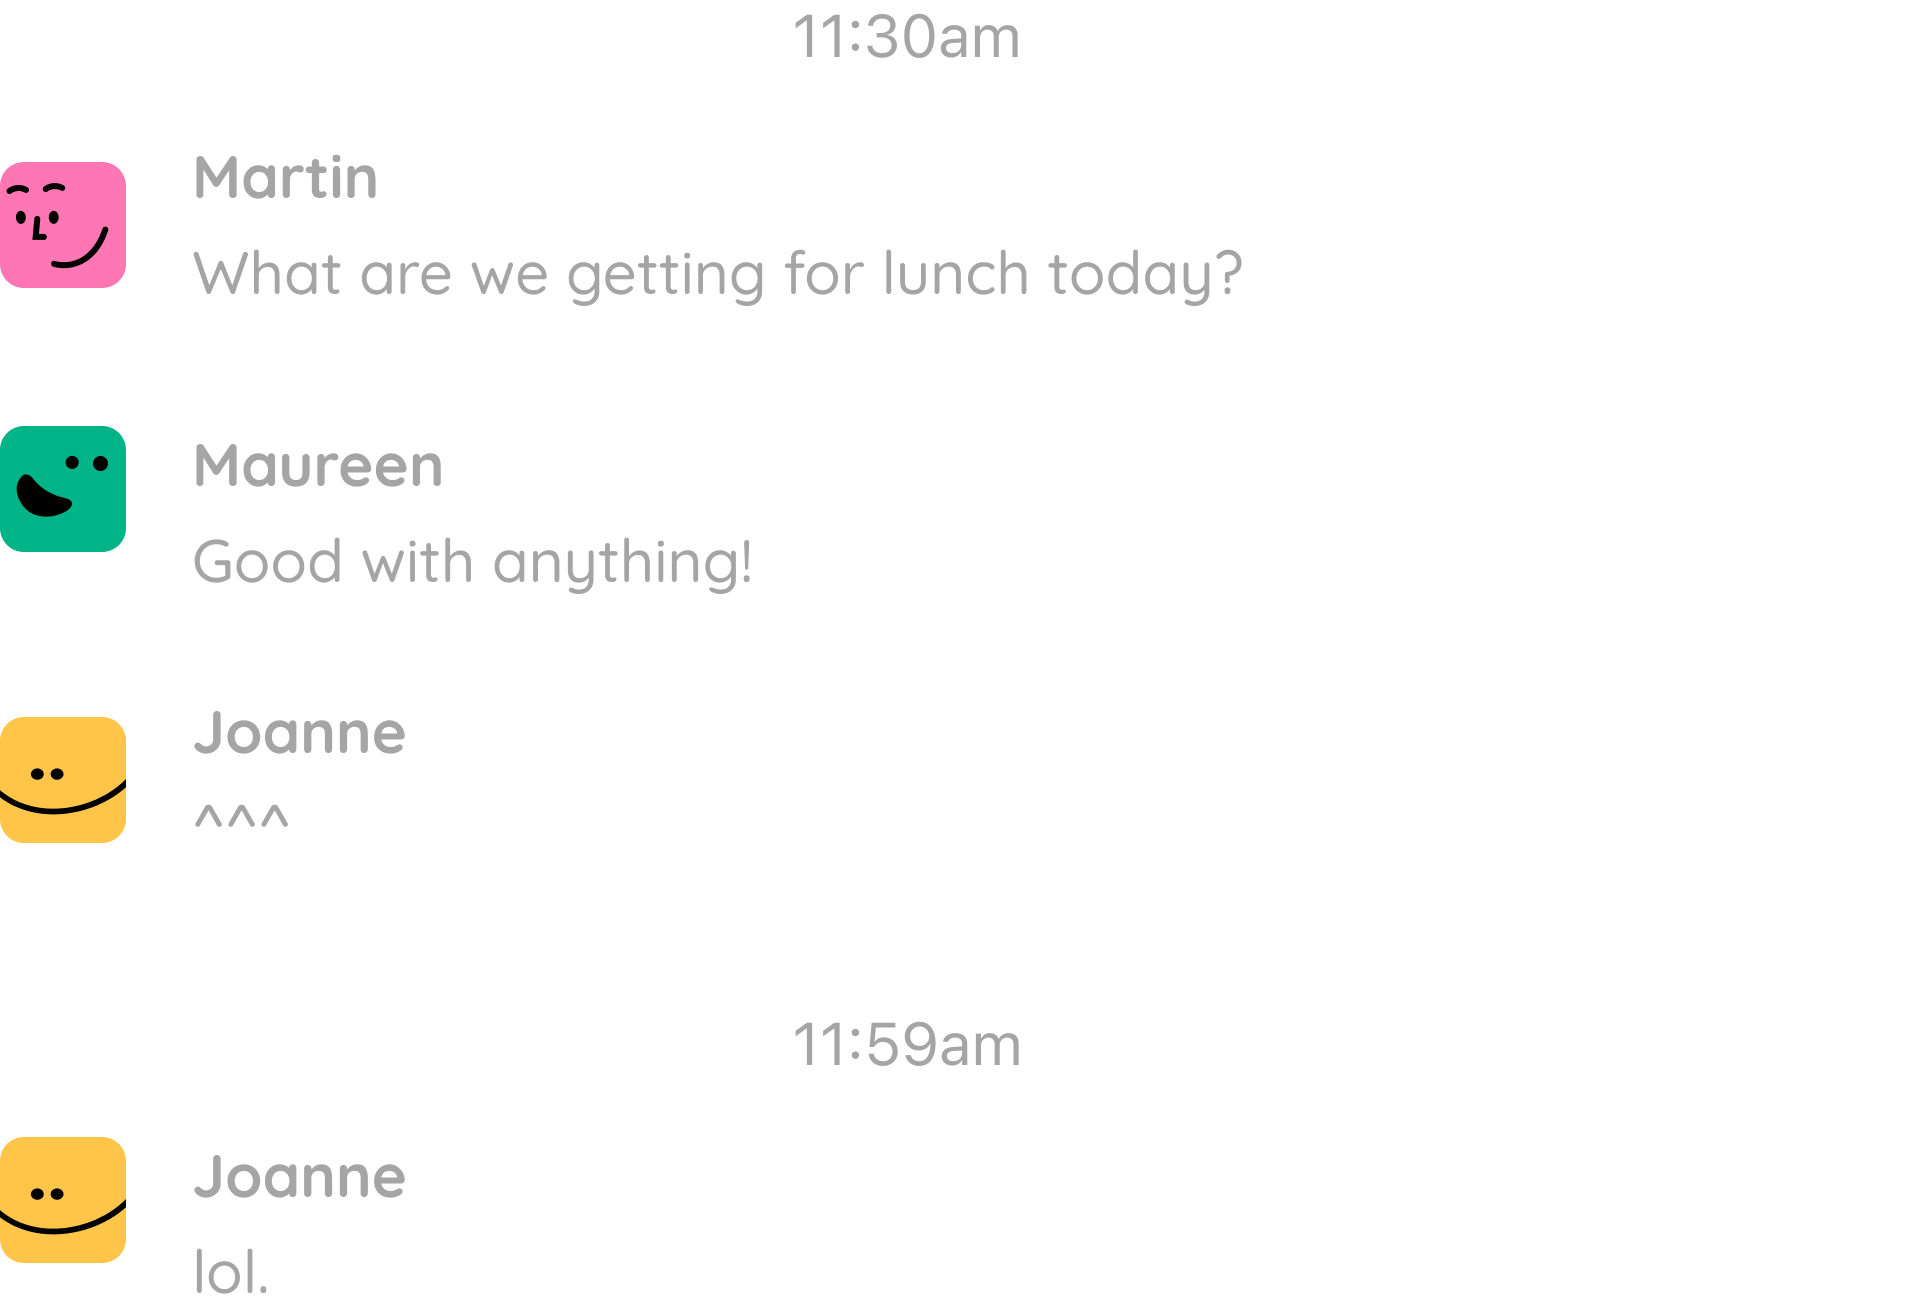 11:30am
Martin
What are we getting for lunch today?
Maureen
Good with anything!
Joanne
^^^
11:59am
Joanne
lol.